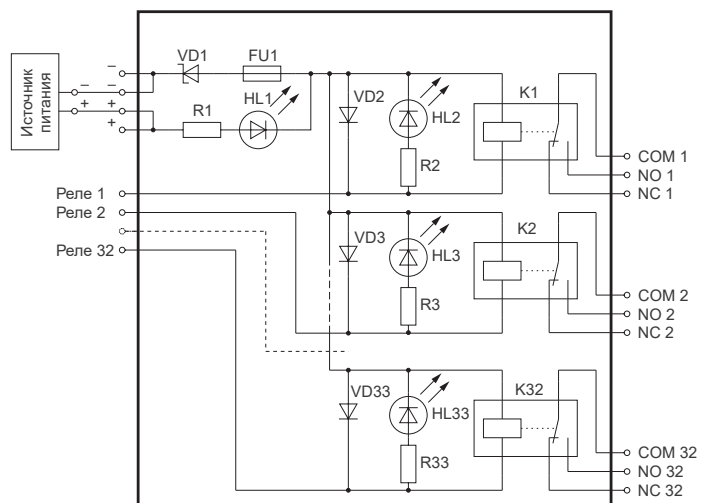 Источник
питания
–
– –
+ +
+
VD1
FU1
R1
HL1
VD2
HL2
R2
K1
COM 1
NO 1
NC 1
Реле 1
Реле 2
Реле 32
VD3
HL3
R3
K2
COM 2
NO 2
NC 2
VD33
HL33
R33
K32
COM 32
NO 32
NC 32